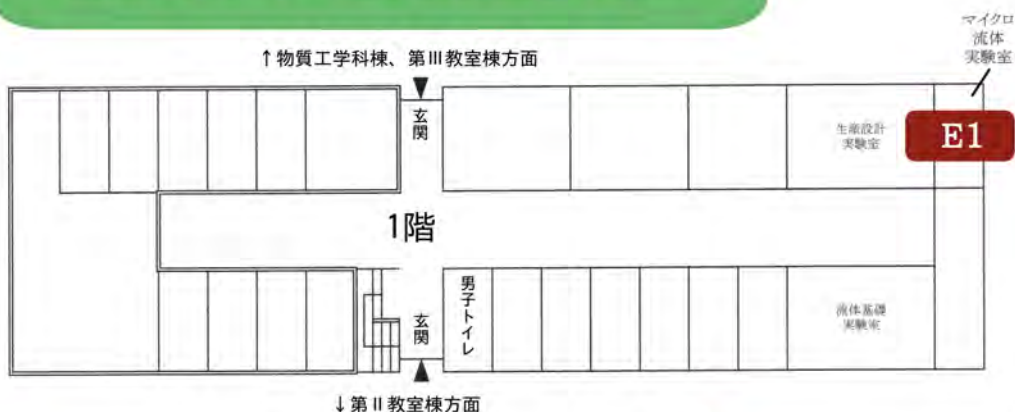 マイクロ
流体
実験室
↑物質工学科棟、第III教室棟方面
玄関
生産設計
実験室
E1
1階
男子トイレ
玄関
流体基礎
実験室
↓第II教室棟方面